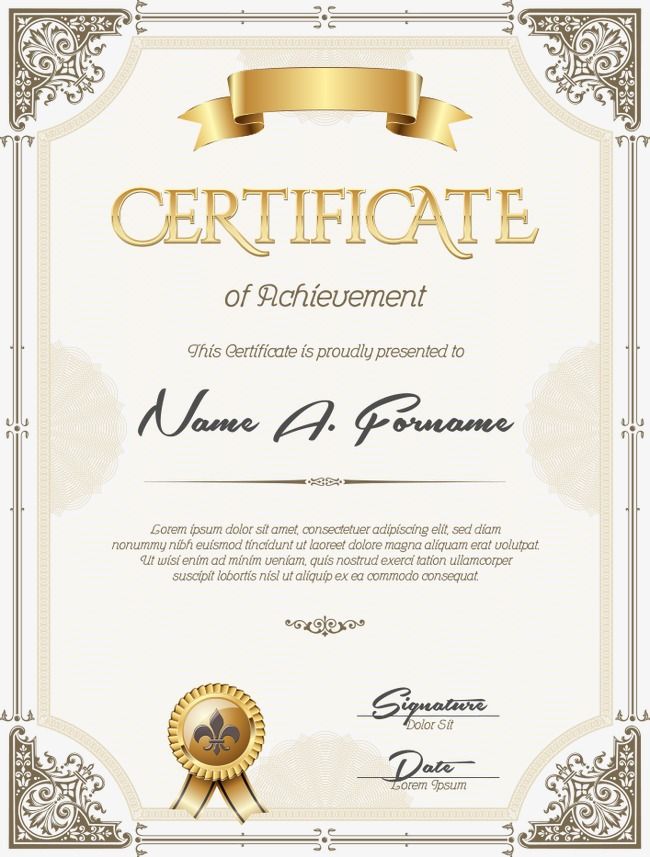 CERTIFICATE
of Achievement
This Certificate is proudly presented to
Name A. Forname
Lorem ipsum dolor sit amet, consectetuer adipiscing elit, sed diam
nonummy nibh euismod tincidunt ut laoreet dolore magna aliquam erat volutpat.
Ut wisi enim ad minim veniam, quis nostrud exerci tation ullamcorper
suscipit lobortis nisl ut aliquip ex ea commodo consequat.
Signature
Dolor Sit
Date
Lorem Ipsum